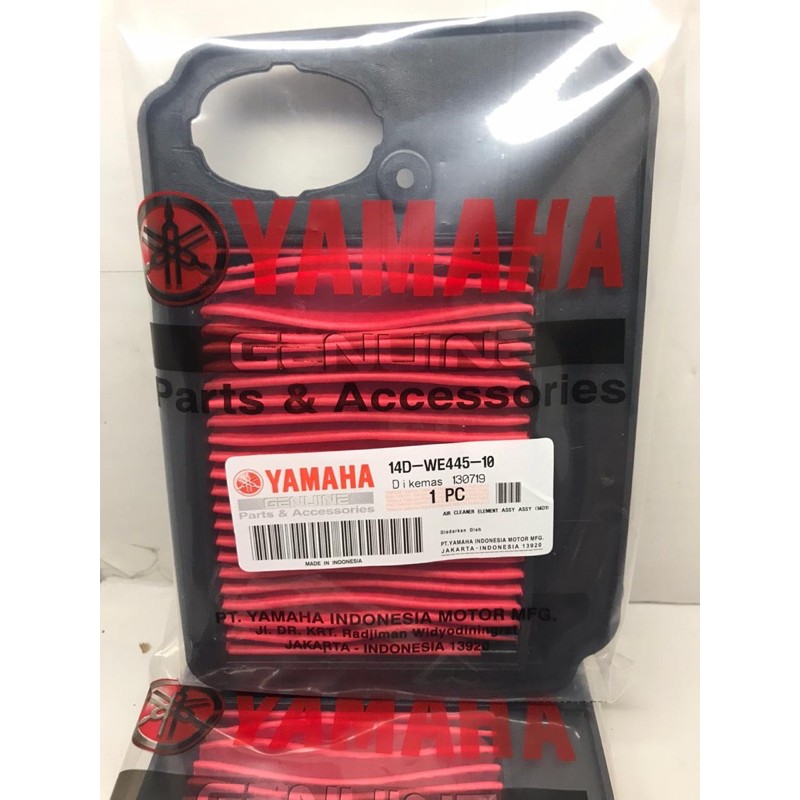 YAMAHA
GENUINE
Parts & Accessories
YAMAHA
GENUINE
Parts & Accessories
14D-WE445-10
Dikemas 130719
1 PC
AIR CLEANER ELEMENT ASSY ASSY (14D1)
Diedarkan Oleh
PT.YAMAHA INDONESIA MOTOR MFG.
JAKARTA-INDONESIA 13920
MADE IN INDONESIA
PT. YAMAHA INDONESIA MOTOR MFG.
Jl. DR. KRT. Radjiman Widyodiningrat
JAKARTA - INDONESIA 13920
YAMAHA
GENUINE